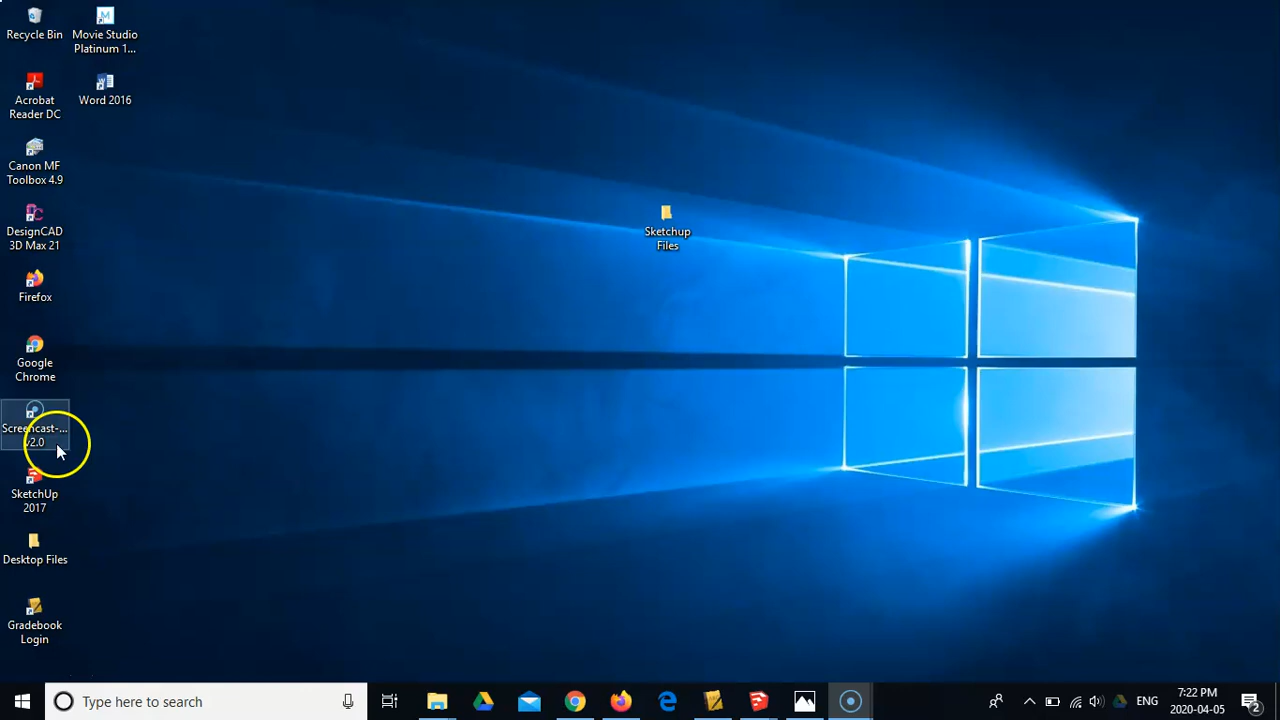 Recycle Bin
Movie Studio
Platinum 1...
Acrobat
Reader DC
Word 2016
Canon MF
Toolbox 4.9
DesignCAD
3D Max 21
Sketchup
Files
Firefox
Google
Chrome
Screencast-...
v2.0
SketchUp
2017
Desktop Files
Gradebook
Login
Type here to search
ENG
7:22 PM
2020-04-05
2